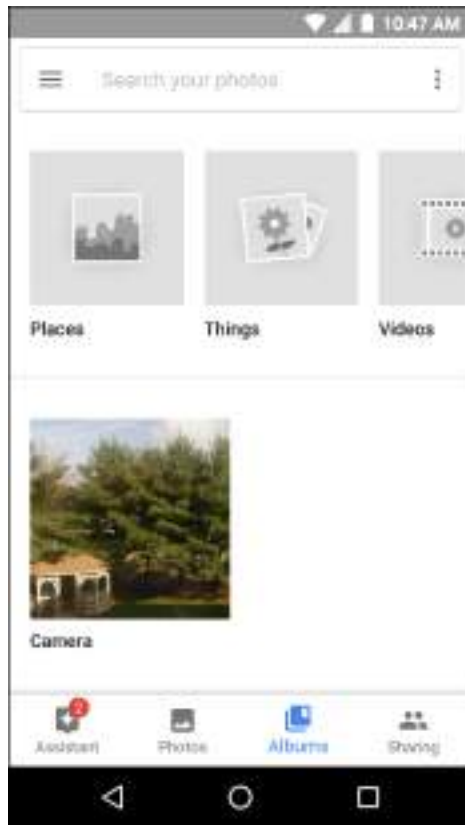 10:47 AM
Search your photos
Places Things Videos
Camera
2
Assistant Photos Albums Sharing